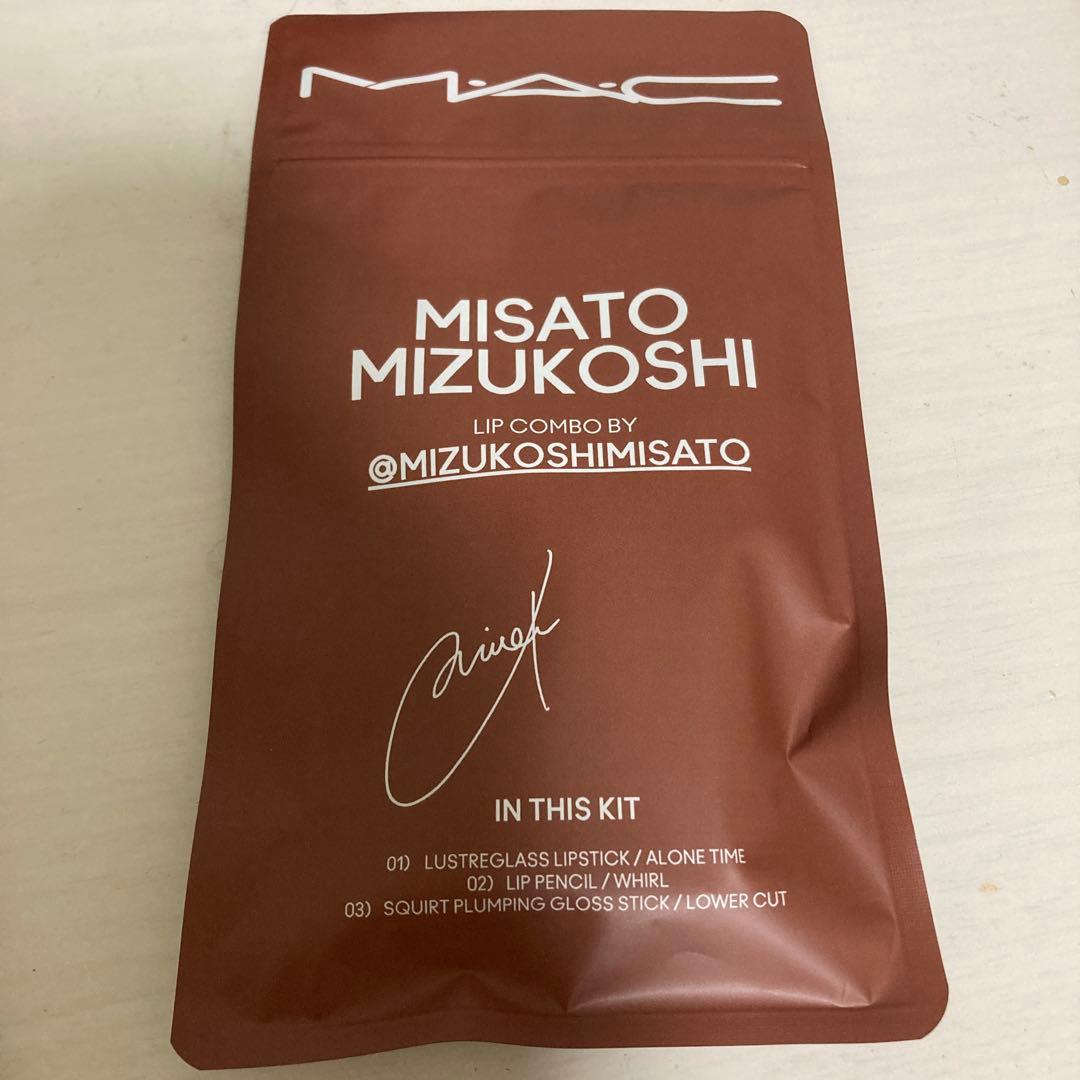 M·A·C
MISATO
MIZUKOSHI
LIP COMBO BY
@MIZUKOSHIMISATO
IN THIS KIT
01) LUSTREGLASS LIPSTICK / ALONE TIME
02) LIP PENCIL / WHIRL
03) SQUIRT PLUMPING GLOSS STICK / LOWER CUT